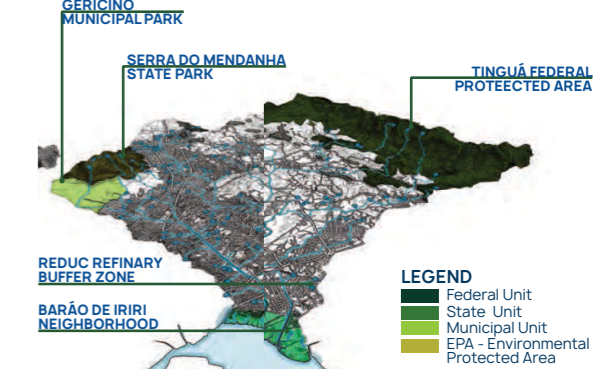 GERICINÓ
MUNICIPAL PARK
SERRA DO MENDANHA
STATE PARK
TINGUÁ FEDERAL
PROTEECTED AREA
REDUC REFINARY
BUFFER ZONE
BARÃO DE IRIRI
NEIGHBORHOOD
LEGEND
Federal Unit
State Unit
Municipal Unit
EPA - Environmental
Protected Area